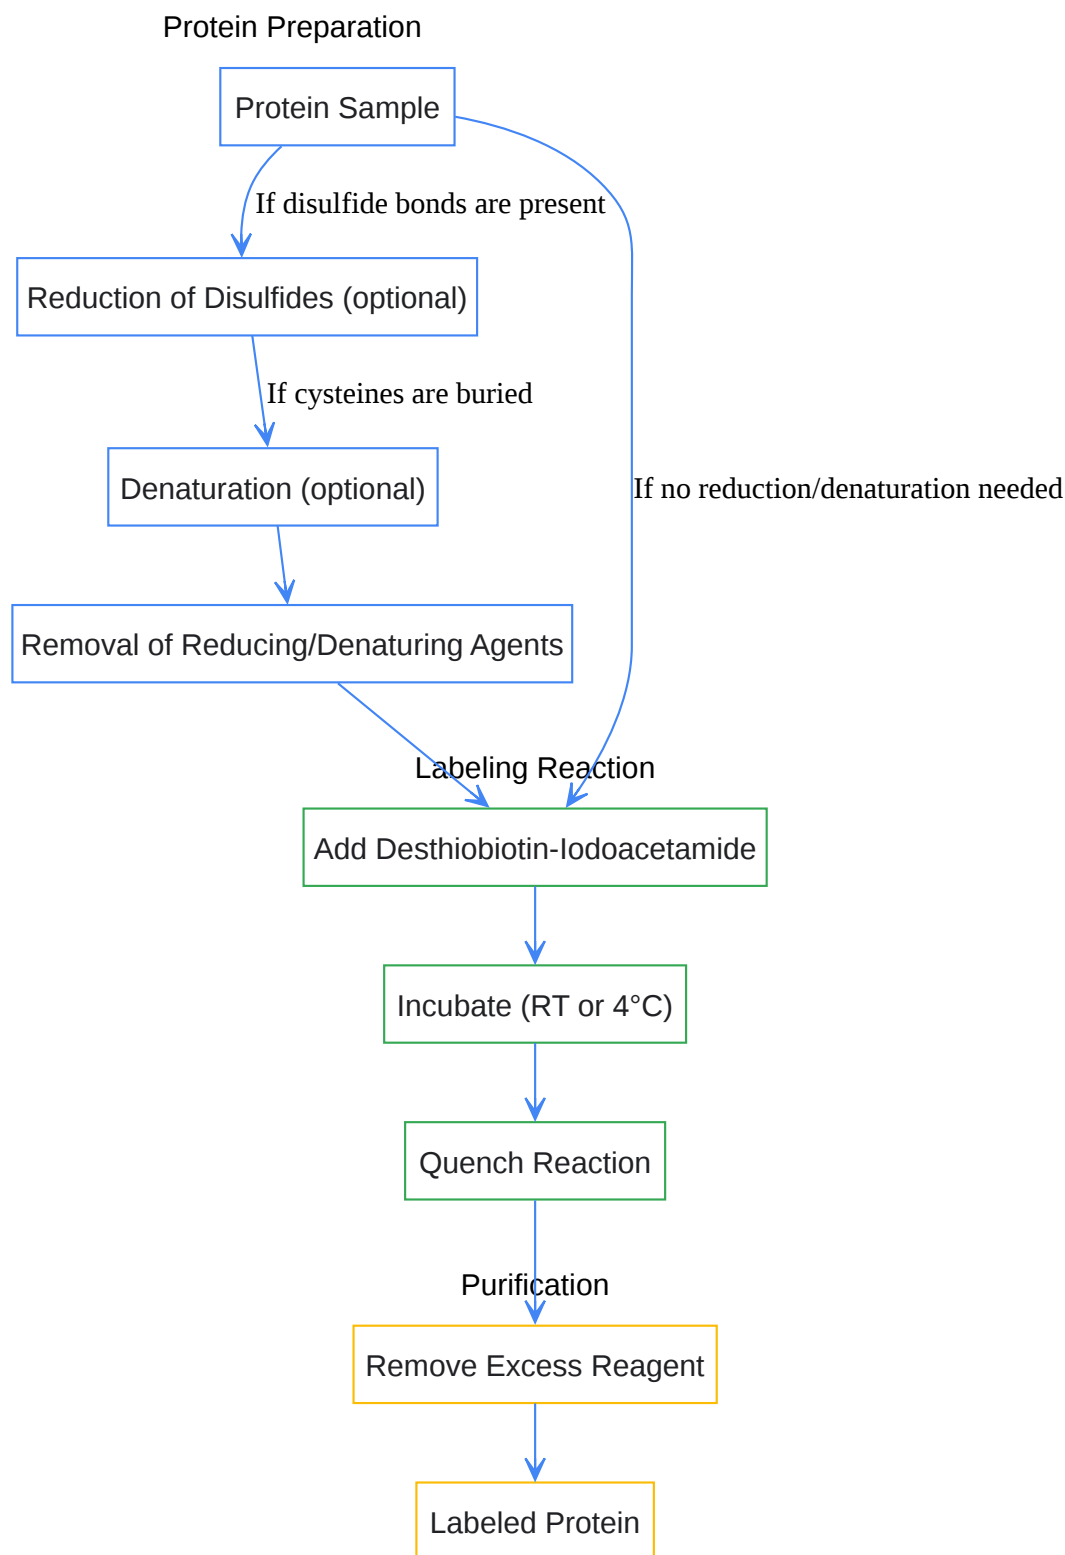 Protein Preparation
Protein Sample
If disulfide bonds are present
Reduction of Disulfides (optional)
If cysteines are buried
Denaturation (optional)
If no reduction/denaturation needed
Removal of Reducing/Denaturing Agents
Labeling Reaction
Add Desthiobiotin-Iodoacetamide
Incubate (RT or 4°C)
Quench Reaction
Purification
Remove Excess Reagent
Labeled Protein